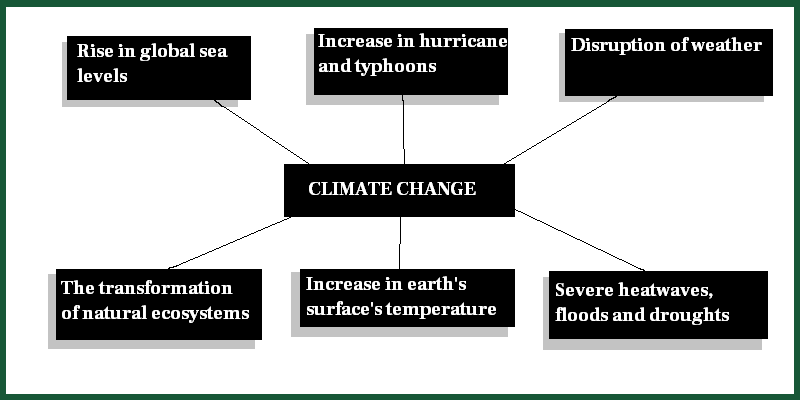 Rise in global sea
levels
Increase in hurricane
and typhoons
Disruption of weather
CLIMATE CHANGE
The transformation
of natural ecosystems
Increase in earth's
surface's temperature
Severe heatwaves,
floods and droughts